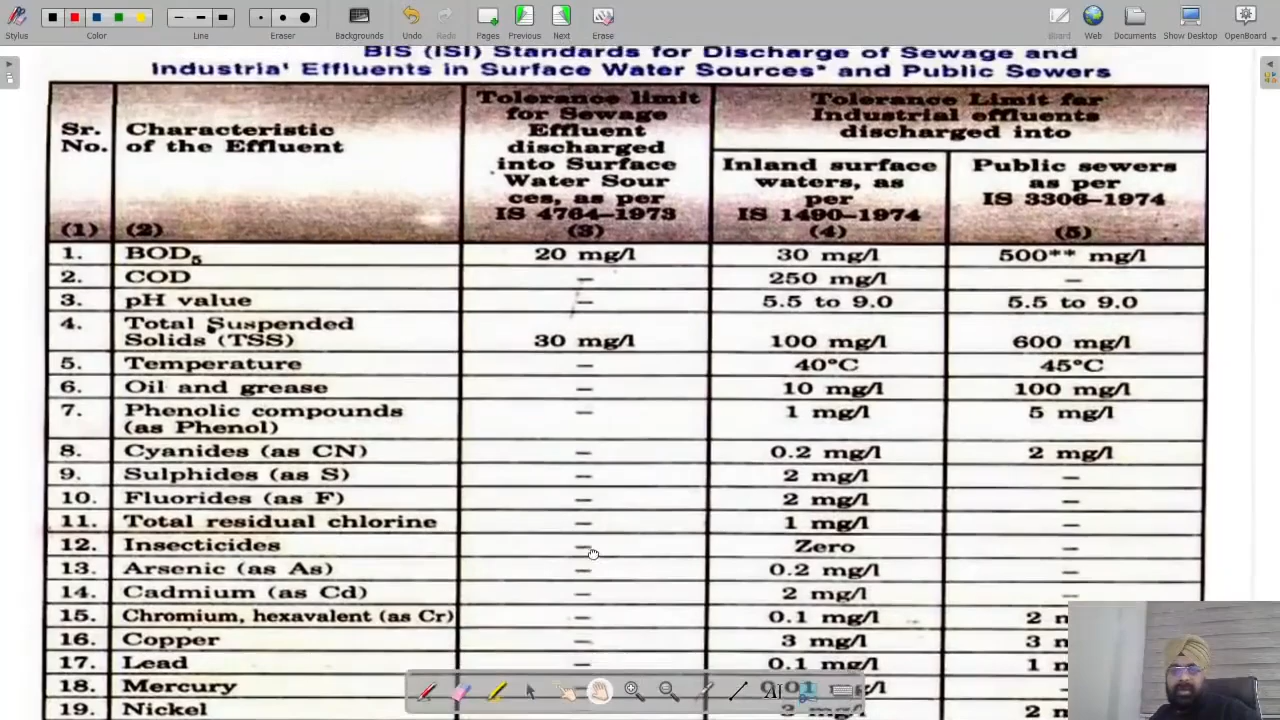 Stylus Color Line Eraser Backgrounds Undo Redo Pages Previous Next Erase Board Web Documents Show Desktop OpenBoard
BIS (ISI) Standards for Discharge of Sewage and
Industria' Effluents in Surface Water Sources* and Public Sewers
Sr. No. (1)
Characteristic of the Effluent (2)
Tolerance limit for Sewage Effluent discharged into Surface Water Sour ces, as per IS 4764–1973 (3)
Tolerance Limit for Industrial effluents discharged into
Inland surface waters, as per IS 1490–1974 (4)
Public sewers as per IS 3306–1974 (5)
1. BOD5 20 mg/l 30 mg/l 500** mg/l
2. COD – 250 mg/l –
3. pH value – 5.5 to 9.0 5.5 to 9.0
4. Total Suspended
Solids (TSS) 30 mg/l 100 mg/l 600 mg/l
5. Temperature – 40°C 45°C
6. Oil and grease – 10 mg/l 100 mg/l
7. Phenolic compounds – 1 mg/l 5 mg/l
(as Phenol)
8. Cyanides (as CN) – 0.2 mg/l 2 mg/l
9. Sulphides (as S) – 2 mg/l –
10. Fluorides (as F) – 2 mg/l –
11. Total residual chlorine – 1 mg/l –
12. Insecticides – Zero –
13. Arsenic (as As) – 0.2 mg/l –
14. Cadmium (as Cd) – 2 mg/l –
15. Chromium, hexavalent (as Cr) – 0.1 mg/l 2
16. Copper – 3 mg/l 3
17. Lead – 0.1 mg/l 1
18. Mercury
19. Nickel 2